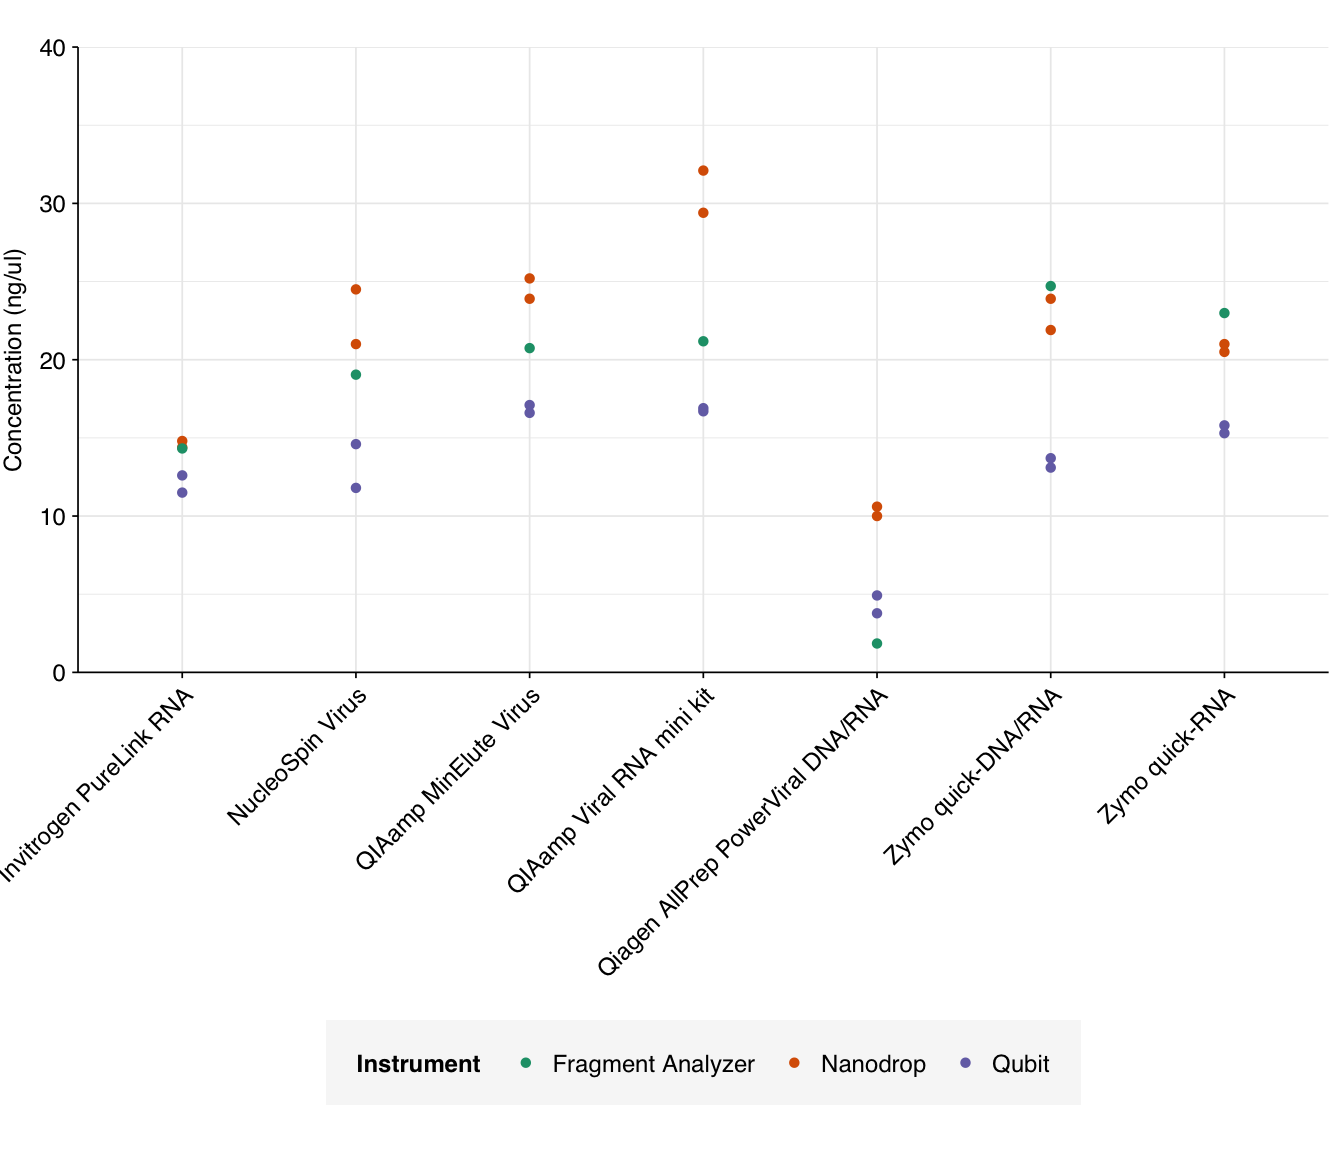 Concentration (ng/ul)
40
30
20
10
0
Invitrogen PureLink RNA
NucleoSpin Virus
QIAamp MinElute Virus
QIAamp Viral RNA mini kit
Qiagen AllPrep PowerViral DNA/RNA
Zymo quick-DNA/RNA
Zymo quick-RNA
Instrument Fragment Analyzer Nanodrop Qubit